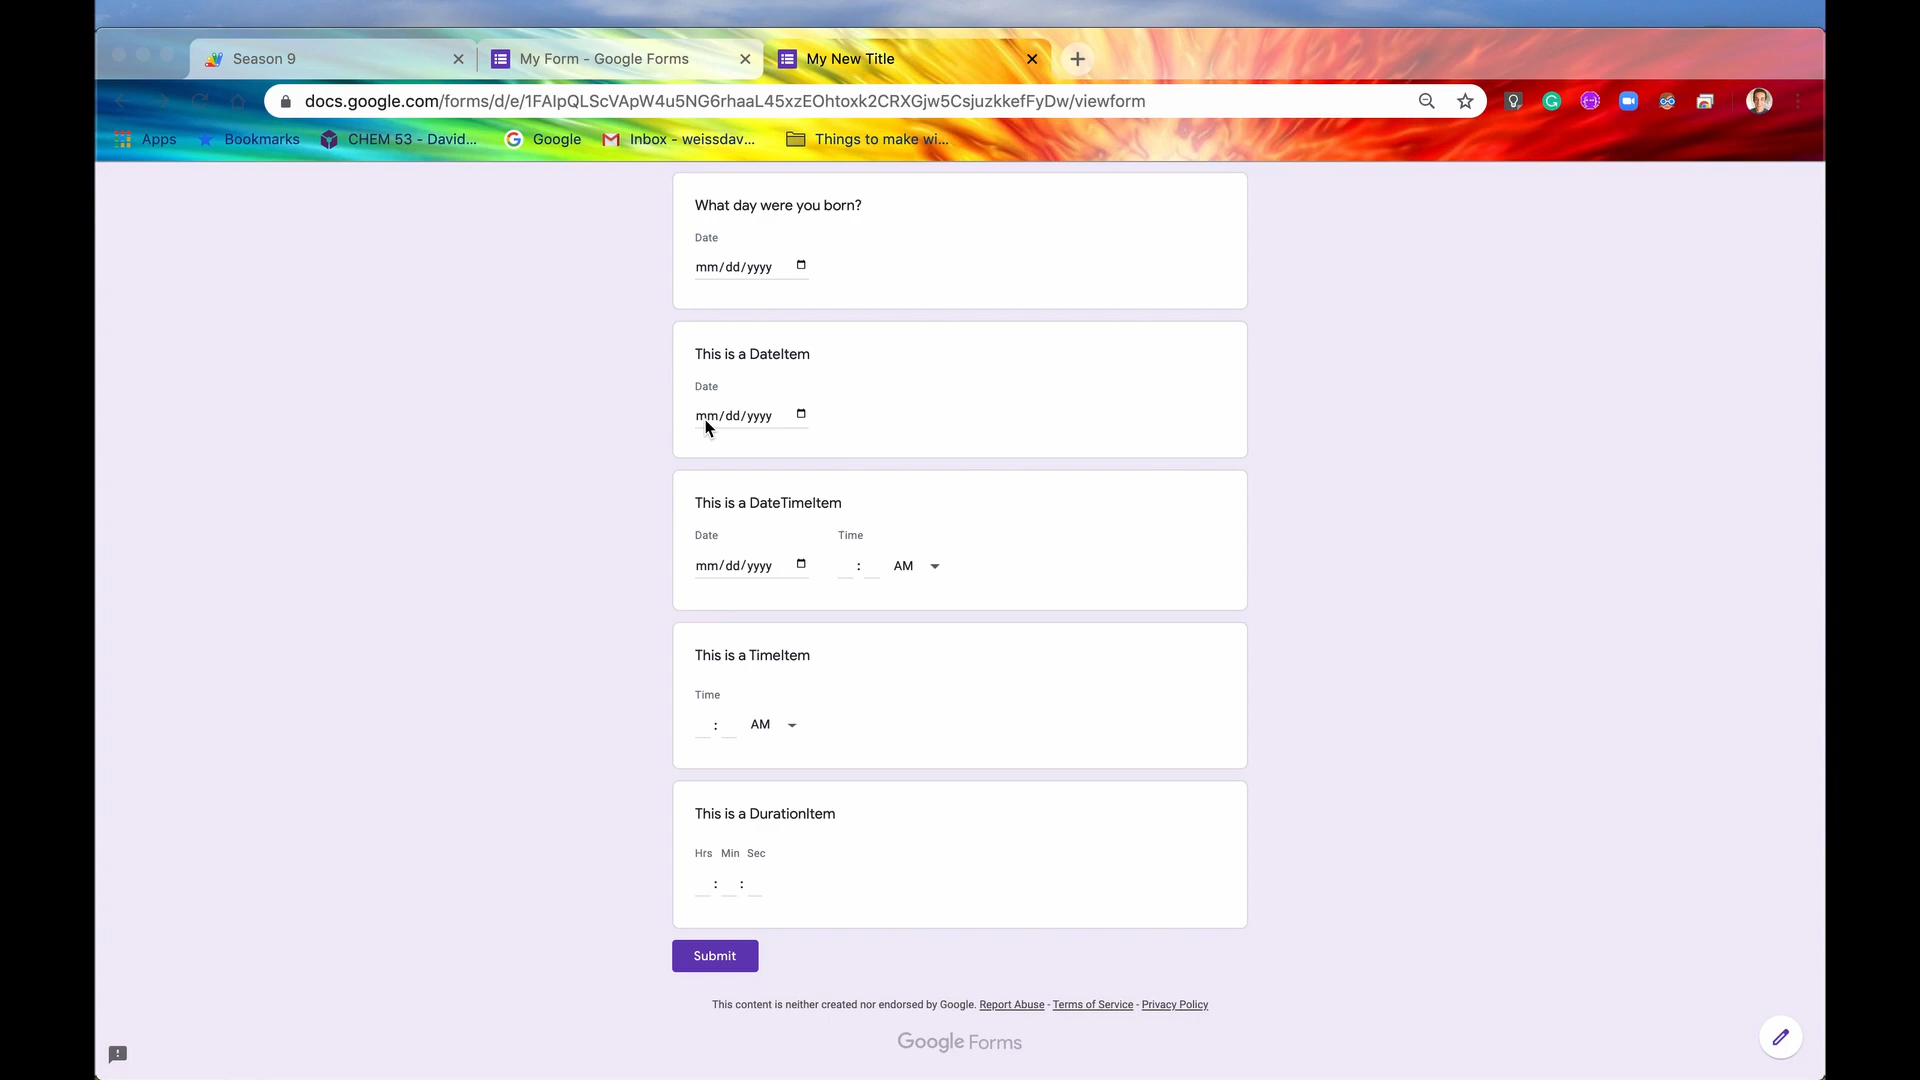 Season 9
My Form - Google Forms
My New Title
docs.google.com/forms/d/e/1FAIpQLScVApW4u5NG6rhaaL45xzEOhtoxk2CRXGjw5CsjuzkkefFyDw/viewform
Apps
Bookmarks
CHEM 53 - David...
Google
Inbox - weissdav...
Things to make wi...
What day were you born?
Date
mm/dd/yyyy
This is a DateItem
Date
mm/dd/yyyy
This is a DateTimeItem
Date Time
mm/dd/yyyy : AM
This is a TimeItem
Time
: AM
This is a DurationItem
Hrs Min Sec
: :
Submit
This content is neither created nor endorsed by Google. Report Abuse - Terms of Service - Privacy Policy
Google Forms